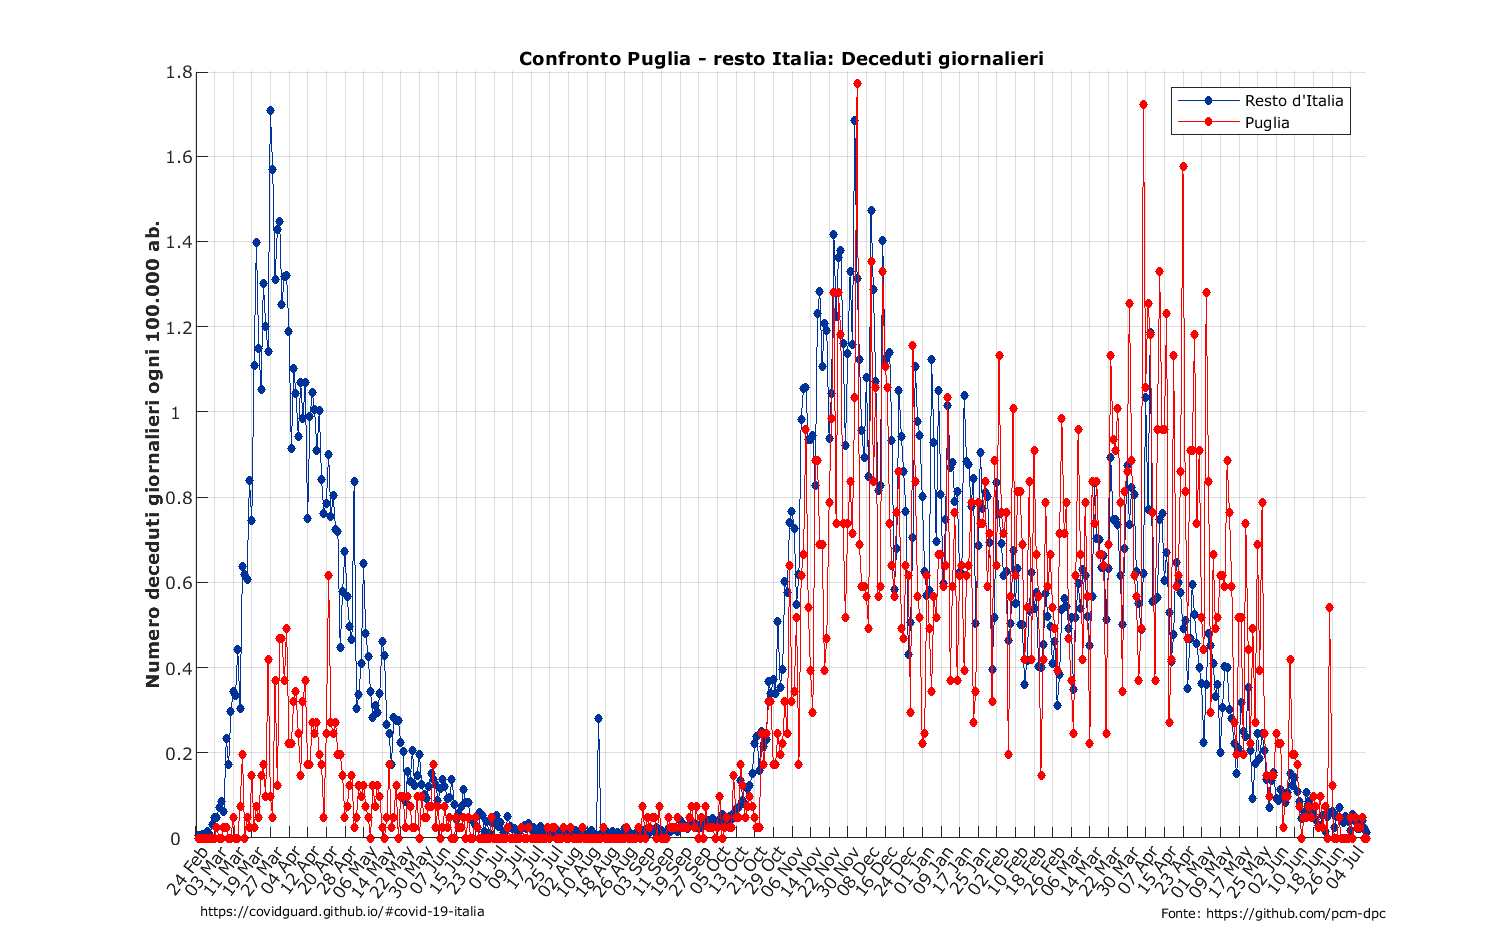 Confronto Puglia - resto Italia: Deceduti giornalieri
Numero deceduti giornalieri ogni 100.000 ab.
1.8
1.6
1.4
1.2
1
0.8
0.6
0.4
0.2
0
Resto d'Italia
Puglia
24 Feb
03 Mar
11 Mar
19 Mar
27 Mar
04 Apr
12 Apr
20 Apr
28 Apr
06 May
14 May
22 May
30 May
07 Jun
15 Jun
23 Jun
01 Jul
09 Jul
17 Jul
25 Jul
02 Aug
10 Aug
18 Aug
26 Aug
03 Sep
11 Sep
19 Sep
27 Sep
05 Oct
13 Oct
21 Oct
29 Oct
06 Nov
14 Nov
22 Nov
30 Nov
08 Dec
16 Dec
24 Dec
01 Jan
09 Jan
17 Jan
25 Jan
02 Feb
10 Feb
18 Feb
26 Feb
06 Mar
14 Mar
22 Mar
30 Mar
07 Apr
15 Apr
23 Apr
01 May
09 May
17 May
25 May
02 Jun
10 Jun
18 Jun
26 Jun
04 Jul
https://covidguard.github.io/#covid-19-italia
Fonte: https://github.com/pcm-dpc